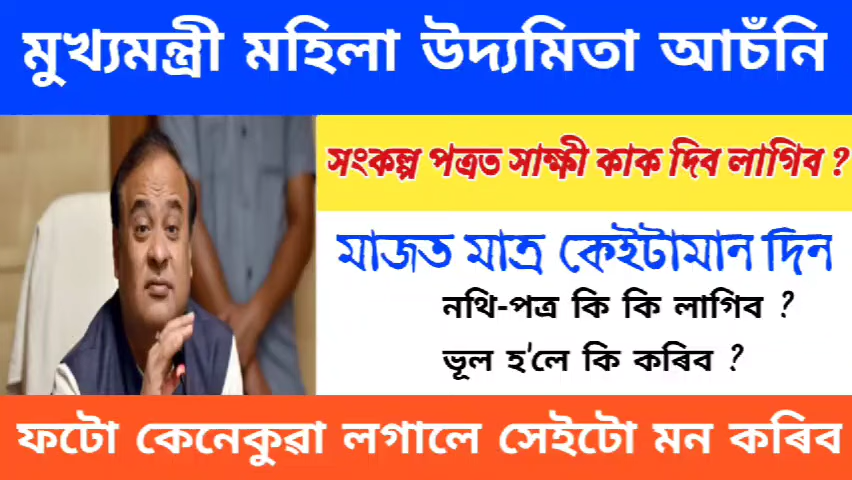 মুখ্যমন্ত্ৰী মহিলা উদ্যমিতা আচঁনি
সংকল্প পত্ৰত সাক্ষী কাক দিব লাগিব ?
মাজত মাত্ৰ কেইটামান দিন
নথি-পত্ৰ কি কি লাগিব ?
ভূল হ'লে কি কৰিব ?
ফটো কেনেকুৱা লগালে সেইটো মন কৰিব